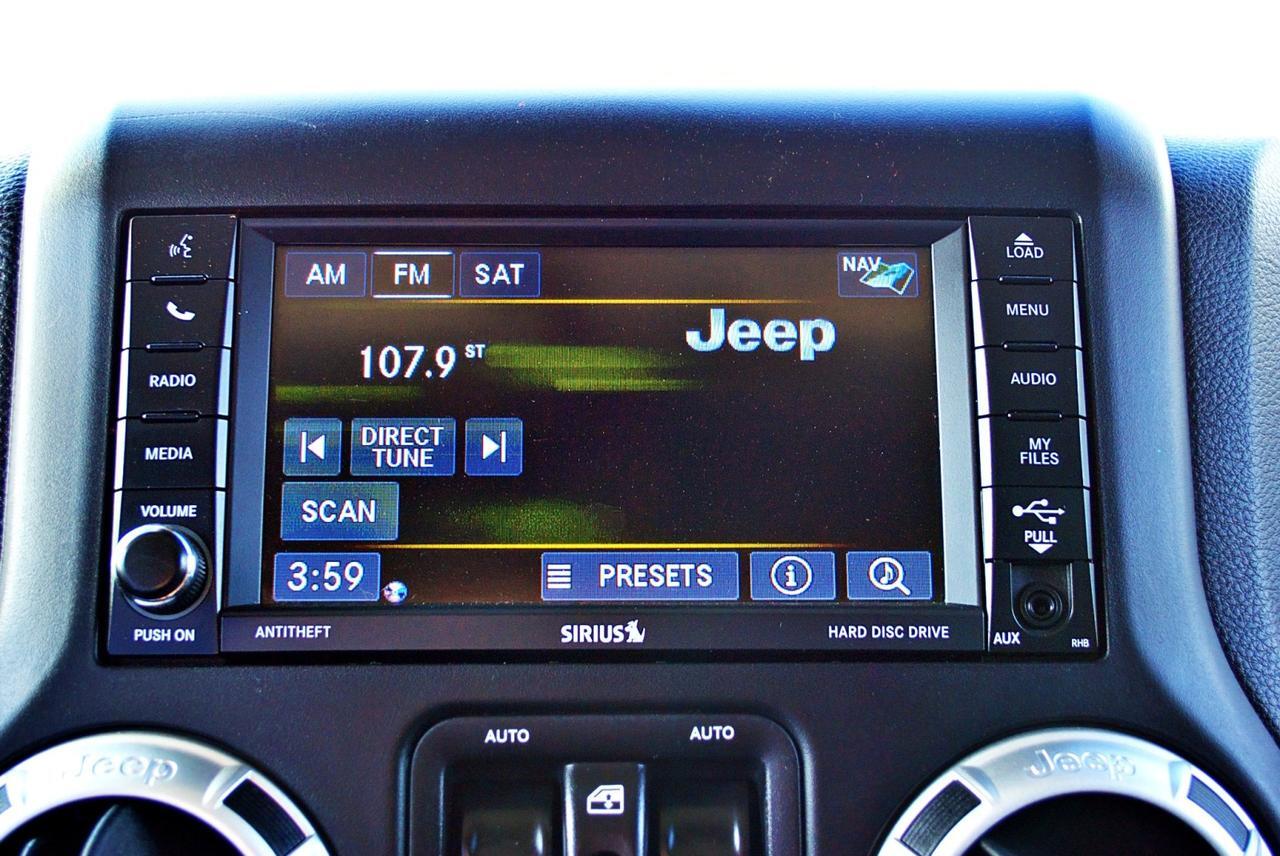 AM FM SAT NAV
Jeep
107.9 ST
DIRECT
TUNE
SCAN
3:59 PRESETS i
RADIO
MEDIA
VOLUME
PUSH ON
LOAD
MENU
AUDIO
MY
FILES
PULL
AUX RHB
ANTITHEFT SIRIUS HARD DISC DRIVE
AUTO AUTO
Jeep Jeep